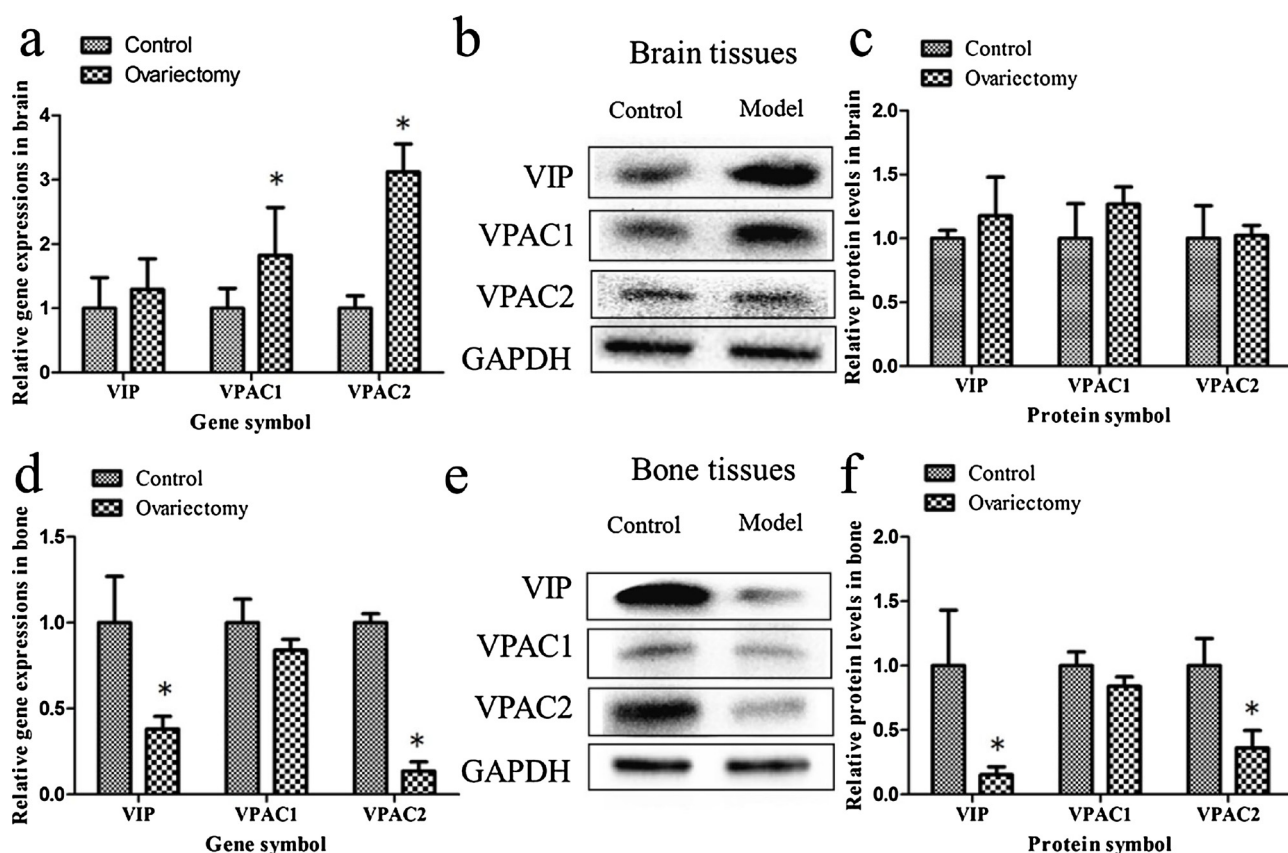 a
Control
Ovariectomy
Relative gene expressions in brain
4
3
2
1
0
*
*
VIP VPAC1 VPAC2
Gene symbol
b
Brain tissues
Control Model
VIP
VPAC1
VPAC2
GAPDH
c
Control
Ovariectomy
Relative protein levels in brain
2.0
1.5
1.0
0.5
0.0
VIP VPAC1 VPAC2
Protein symbol
d
Control
Ovariectomy
Relative gene expressions in bone
1.5
1.0
0.5
0.0
*
*
VIP VPAC1 VPAC2
Gene symbol
e
Bone tissues
Control Model
VIP
VPAC1
VPAC2
GAPDH
f
Control
Ovariectomy
Relative protein levels in bone
2.0
1.5
1.0
0.5
0.0
*
*
VIP VPAC1 VPAC2
Protein symbol